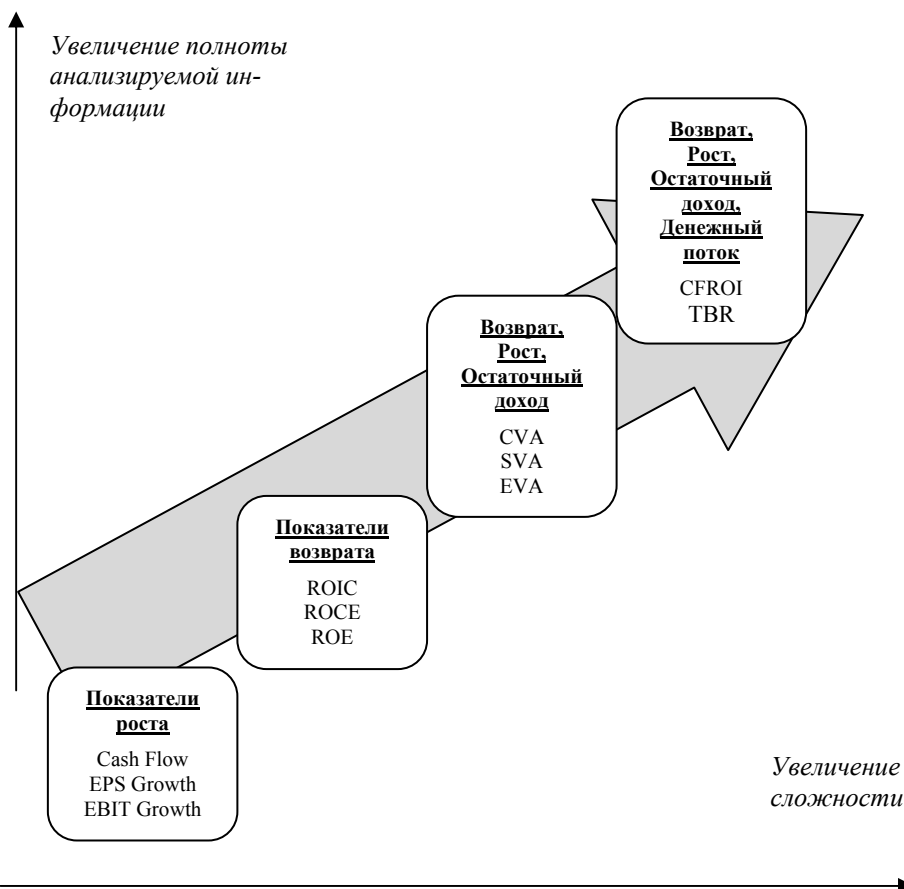 Увеличение полноты
анализируемой ин-
формации
Возврат,
Рост,
Остаточный
доход,
Денежный
поток
CFROI
TBR
Возврат,
Рост,
Остаточный
доход
CVA
SVA
EVA
Показатели
возврата
ROIC
ROCE
ROE
Показатели
роста
Cash Flow
EPS Growth
EBIT Growth
Увеличение
сложности